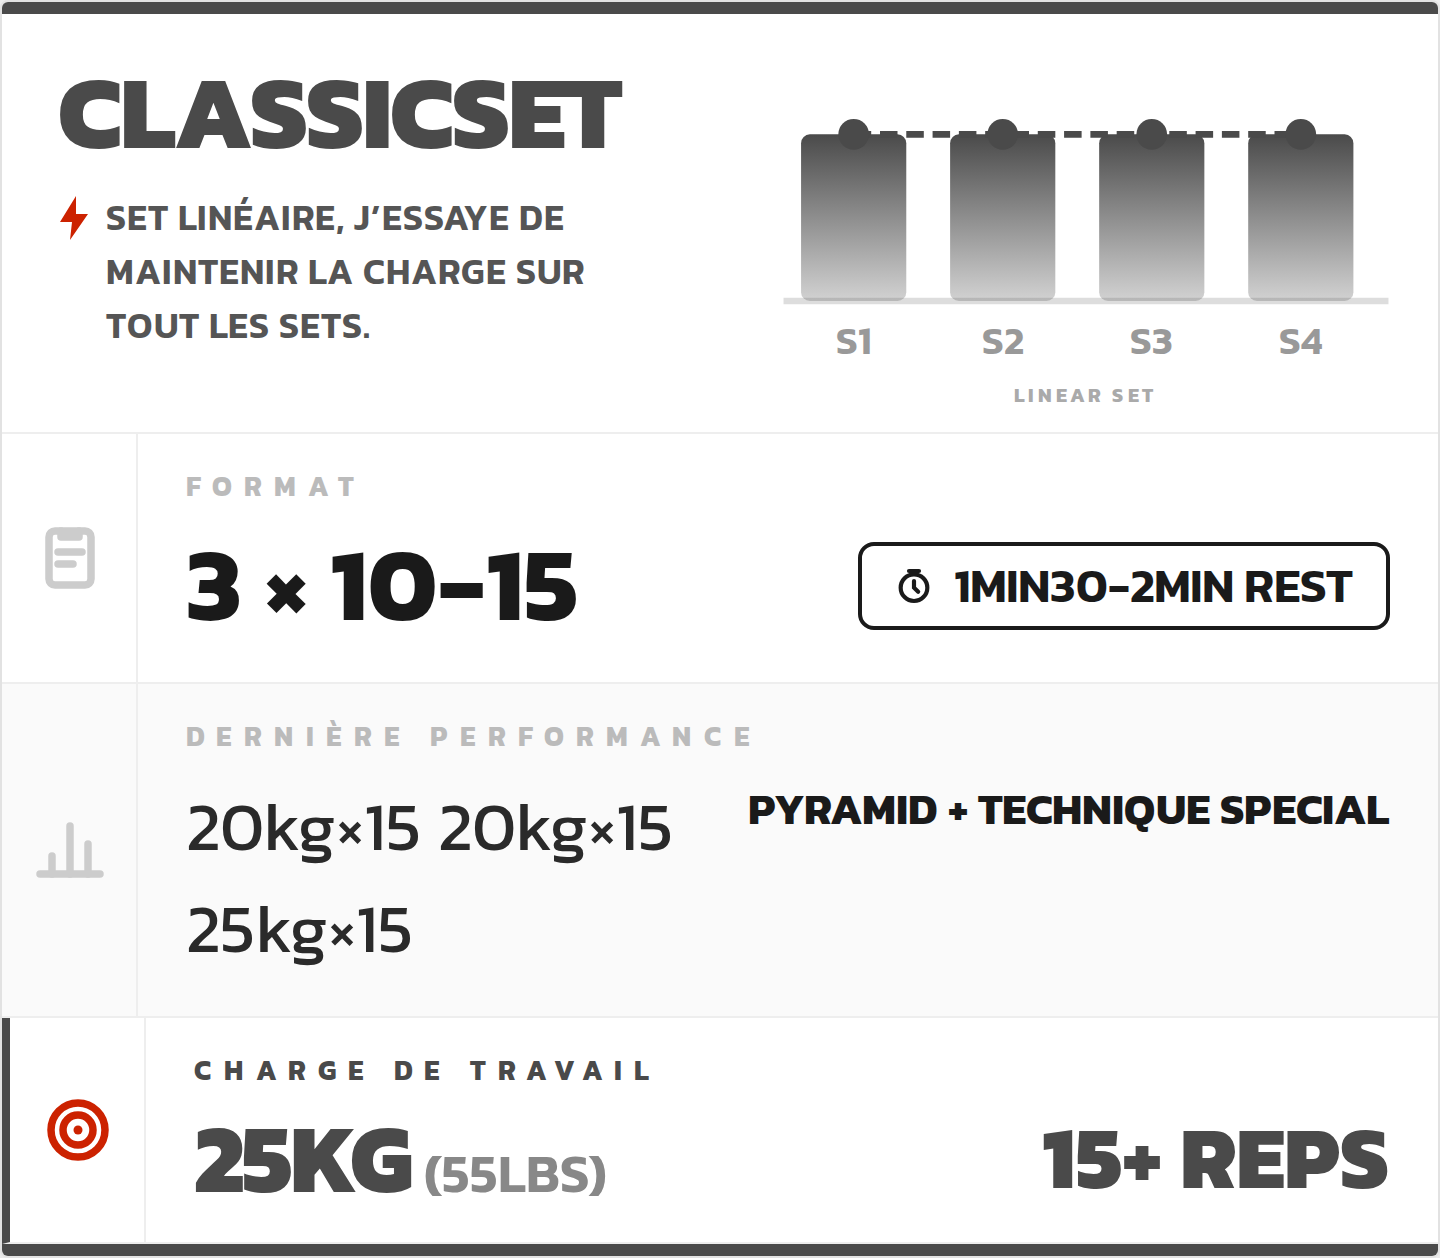 CLASSICSET
SET LINÉAIRE, J’ESSAYE DE
MAINTENIR LA CHARGE SUR
TOUT LES SETS.
S1 S2 S3 S4
LINEAR SET
FORMAT
3 × 10–15
1MIN30–2MIN REST
DERNIÈRE PERFORMANCE
20kg×15 20kg×15
25kg×15
PYRAMID + TECHNIQUE SPECIAL
CHARGE DE TRAVAIL
25KG (55LBS)
15+ REPS